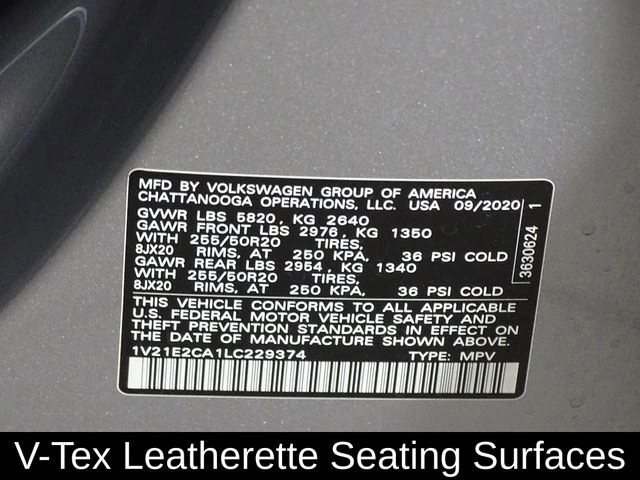 MFD BY VOLKSWAGEN GROUP OF AMERICA
CHATTANOOGA OPERATIONS, LLC. USA 09/2020
GVWR LBS 5820, KG 2640
GAWR FRONT LBS 2976, KG 1350
WITH 255/50R20 TIRES,
8JX20 RIMS, AT 250 KPA, 36 PSI COLD
GAWR REAR LBS 2954, KG 1340
WITH 255/50R20 TIRES,
8JX20 RIMS, AT 250 KPA, 36 PSI COLD
THIS VEHICLE CONFORMS TO ALL APPLICABLE
U.S. FEDERAL MOTOR VEHICLE SAFETY AND
THEFT PREVENTION STANDARDS IN EFFECT ON
THE DATE OF MANUFACTURE SHOWN ABOVE.
1V21E2CA1LC229374 TYPE: MPV
3630624 1
V-Tex Leatherette Seating Surfaces